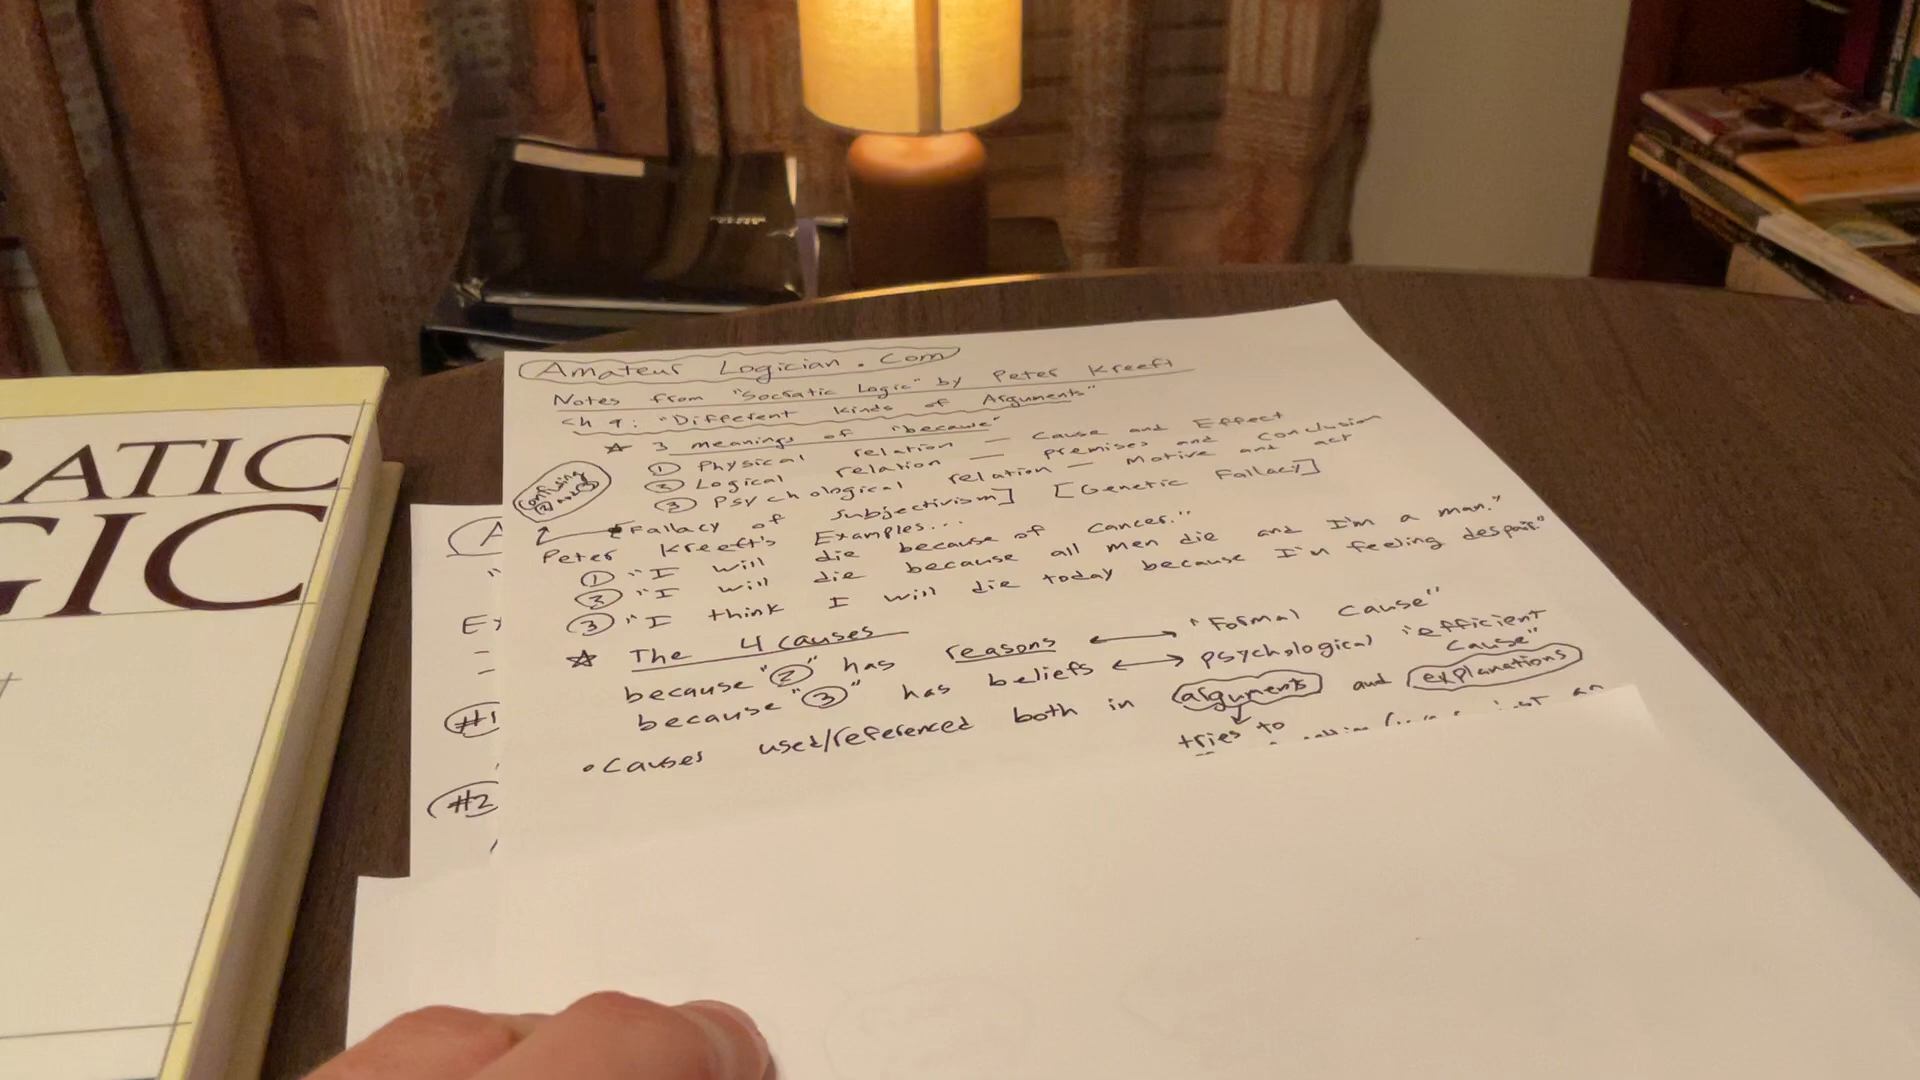 RATIC
GIC
Amateur Logician.Com
Notes from "Socratic Logic" by Peter Kreeft
Ch 9: "Different kinds of Arguments"
☆ 3 meanings of "because"
① Physical relation — Cause and Effect
② Logical relation — premises and conclusion
③ Psychological relation — Motive and act
Confusing ② and ③
Fallacy of Subjectivism] [Genetic Fallacy]
Peter Kreeft's Examples...
① "I will die because of cancer."
② "I will die because all men die and I'm a man."
③ "I think I will die today because I'm feeling despair."
☆ The 4 causes
because "②" has reasons ↔ "Formal Cause"
because "③" has beliefs ↔ psychological "efficient Cause"
• Causes used/referenced both in arguments and explanations
tries to
A
Ex
#1
#2